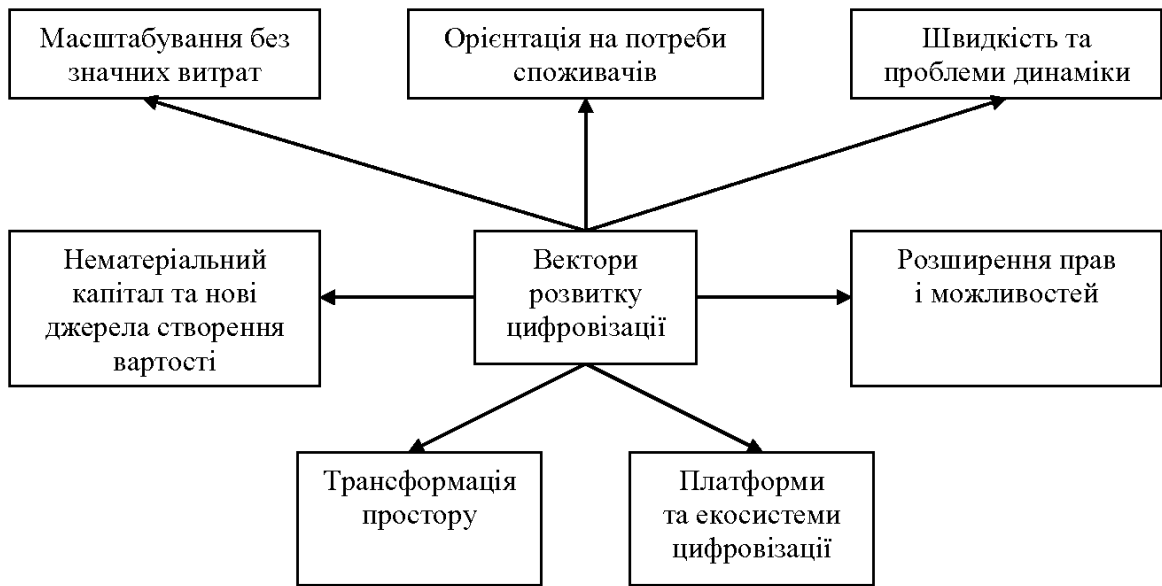 Масштабування без
значних витрат
Орієнтація на потреби
споживачів
Швидкість та
проблеми динаміки
Нематеріальний
капітал та нові
джерела створення
вартості
Вектори
розвитку
цифровізації
Розширення прав
і можливостей
Трансформація
простору
Платформи
та екосистеми
цифровізації